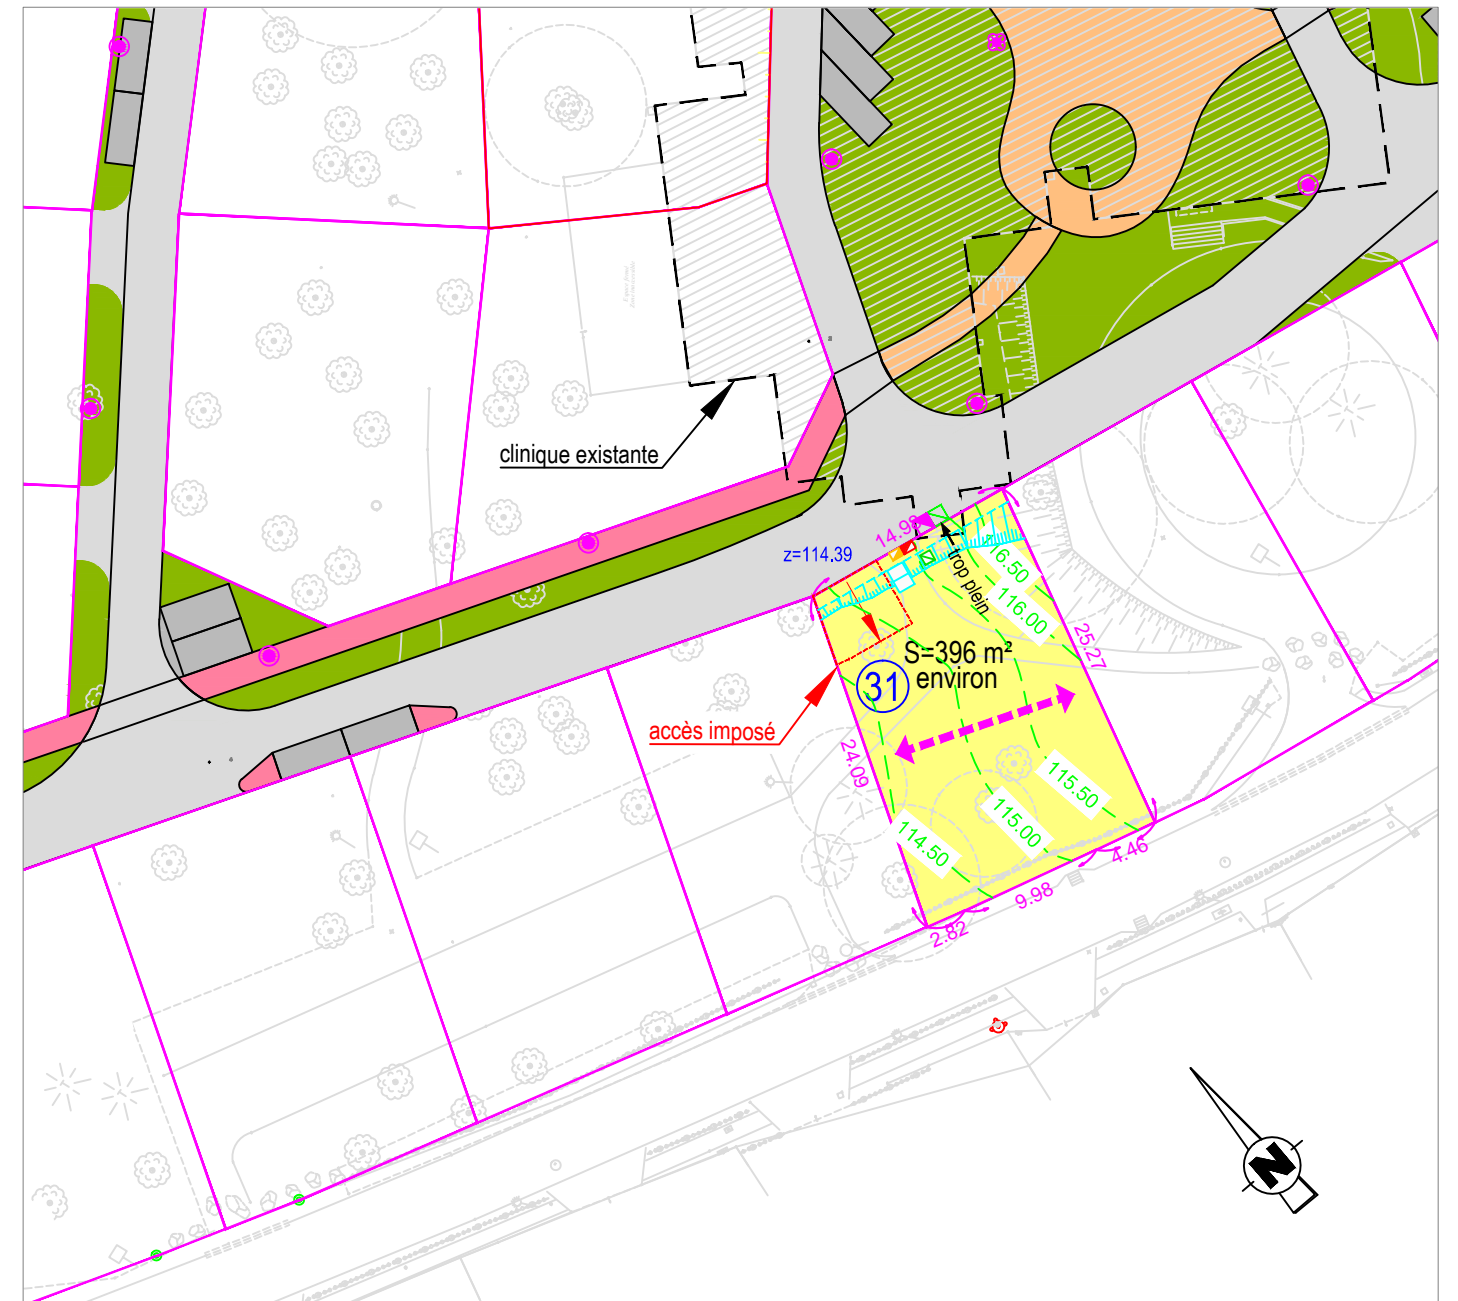 clinique existante
14.98
z=114.39
trop plein
16.50
116.00
25.27
S=396 m²
environ
31
accès imposé
24.09
115.50
115.00
114.50
4.46
9.98
2.82
N